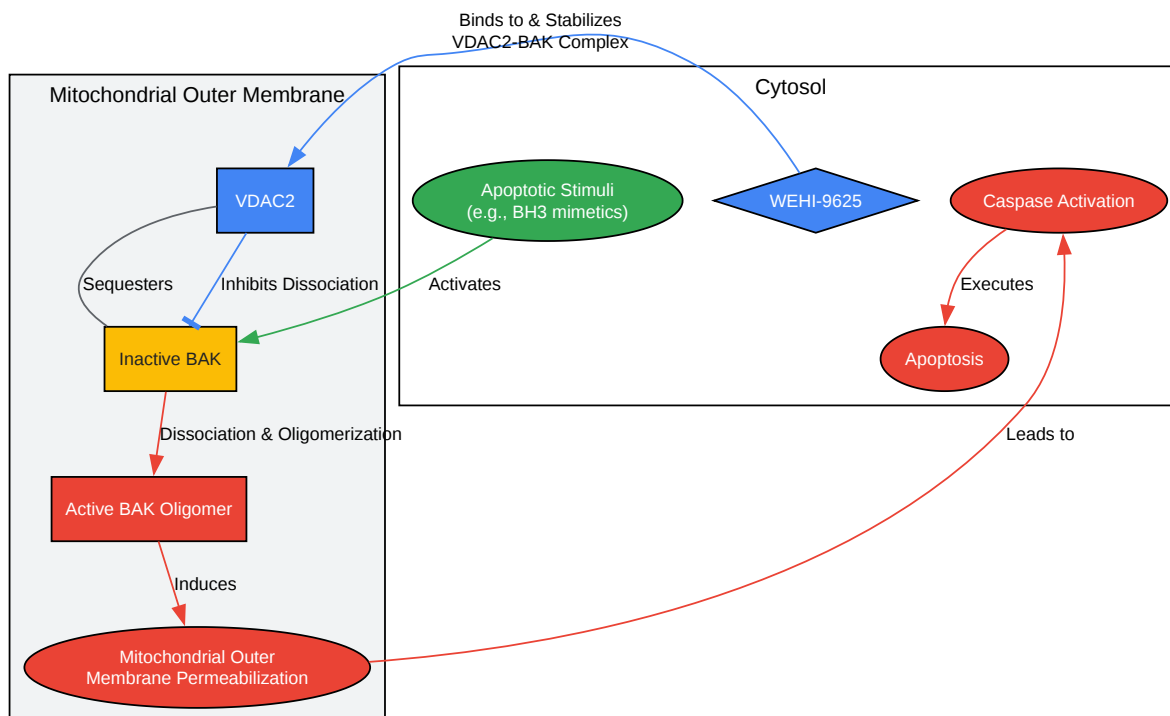 Binds to & Stabilizes
VDAC2-BAK Complex
Mitochondrial Outer Membrane
Cytosol
VDAC2
Apoptotic Stimuli
(e.g., BH3 mimetics)
WEHI-9625
Caspase Activation
Sequesters
Inhibits Dissociation
Activates
Executes
Inactive BAK
Apoptosis
Dissociation & Oligomerization
Leads to
Active BAK Oligomer
Induces
Mitochondrial Outer
Membrane Permeabilization